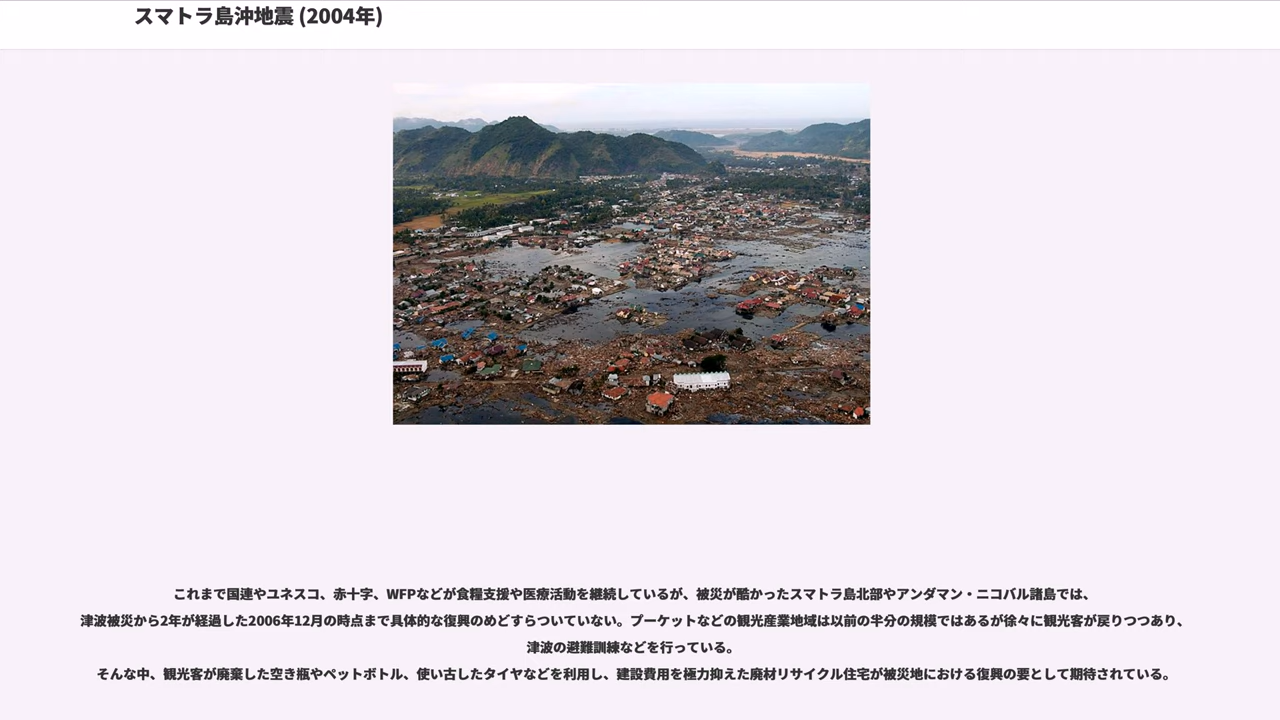 スマトラ島沖地震 (2004年)
これまで国連やユネスコ、赤十字、WFPなどが食糧支援や医療活動を継続しているが、被災が酷かったスマトラ島北部やアンダマン・ニコバル諸島では、
津波被災から2年が経過した2006年12月の時点まで具体的な復興のめどすらついていない。プーケットなどの観光産業地域は以前の半分の規模ではあるが徐々に観光客が戻りつつあり、
津波の避難訓練などを行っている。
そんな中、観光客が廃棄した空き瓶やペットボトル、使い古したタイヤなどを利用し、建設費用を極力抑えた廃材リサイクル住宅が被災地における復興の要として期待されている。